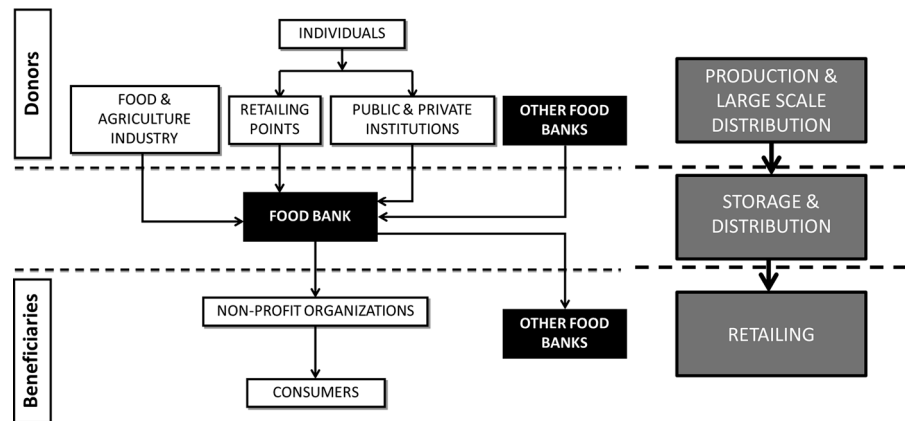 Donors
INDIVIDUALS
FOOD &
AGRICULTURE
INDUSTRY
RETAILING
POINTS
PUBLIC & PRIVATE
INSTITUTIONS
OTHER FOOD
BANKS
FOOD BANK
Beneficiaries
NON-PROFIT ORGANIZATIONS
OTHER FOOD
BANKS
CONSUMERS
PRODUCTION &
LARGE SCALE
DISTRIBUTION
STORAGE &
DISTRIBUTION
RETAILING